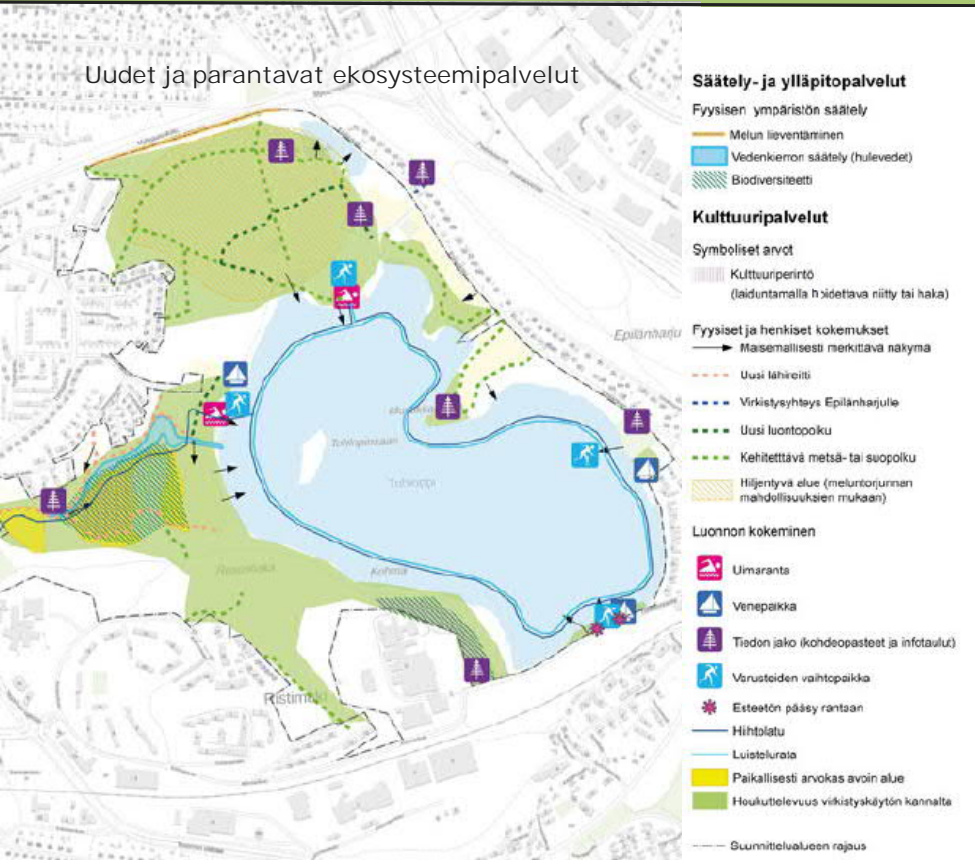 Uudet ja parantavat ekosysteemipalvelut
Epilänharju
Tohlopinsaari
Tohloppi
Kohmo
Ristimäki
Säätely- ja ylläpitopalvelut
Fyysisen ympäristön säätely
Melun lieventäminen
Vedenkierron säätely (hulevedet)
Biodiversiteetti
Kulttuuripalvelut
Symboliset arvot
Kulttuuriperintö
(laiduntamalla hoidettava niitty tai haka)
Fyysiset ja henkiset kokemukset
Maisemallisesti merkittävä näkymä
Uusi lähireitti
Virkistysyhteys Epilänharjulle
Uusi luontopolku
Kehitetttävä metsä- tai suopolku
Hiljentyvä alue (meluntorjunnan
mahdollisuuksien mukaan)
Luonnon kokeminen
Uimaranta
Venepaikka
Tiedon jako (kohdeopasteet ja infotaulut)
Varusteiden vaihtopaikka
Esteetön pääsy rantaan
Hiihtolatu
Luistelurata
Paikallisesti arvokas avoin alue
Houkuttelevuus virkistyskäytön kannalta
Suunnittelualueen rajaus